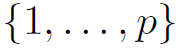 {1, . . . , p}